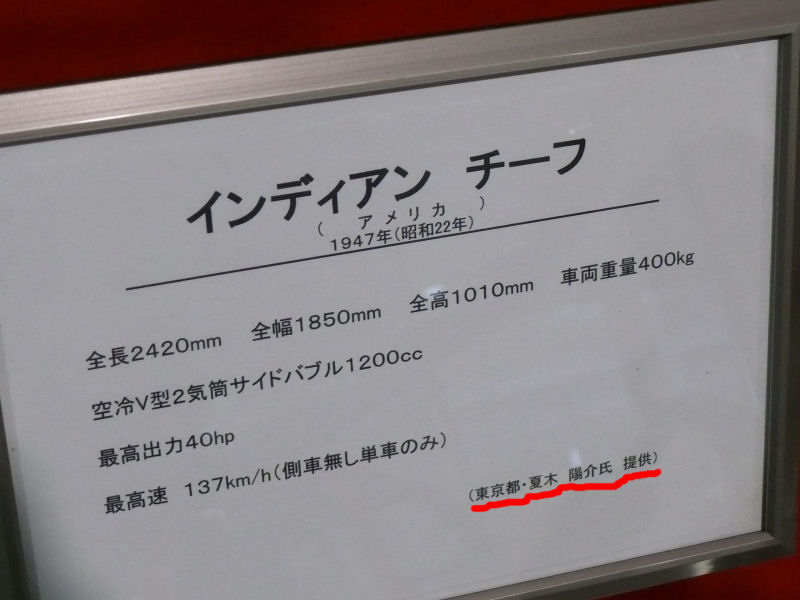 インディアン チーフ
( アメリカ )
1947年(昭和22年)
全長2420mm 全幅1850mm 全高1010mm 車両重量400kg
空冷V型2気筒サイドバブル1200cc
最高出力40hp
最高速 137km/h(側車無し単車のみ)
(東京都・夏木 陽介氏 提供)